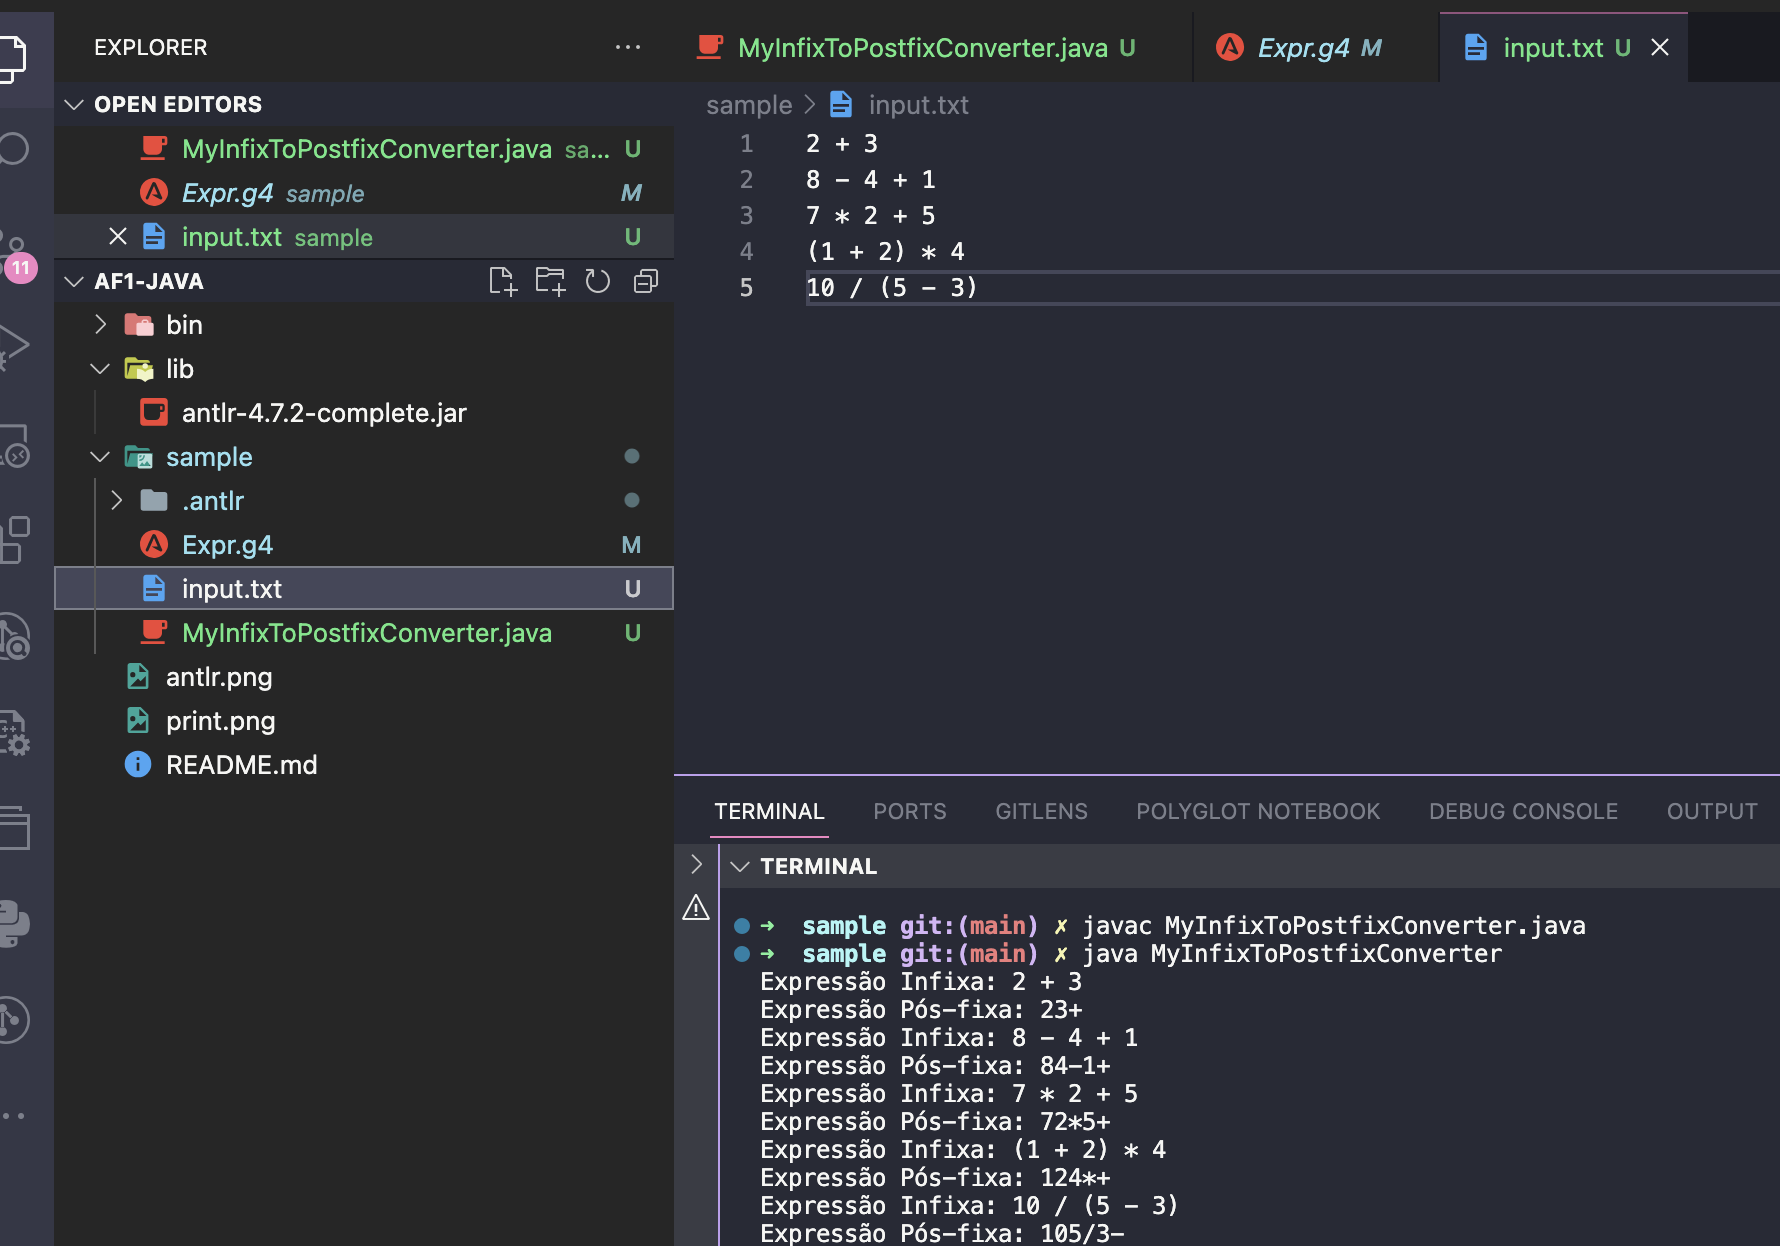 EXPLORER
OPEN EDITORS
MyInfixToPostfixConverter.java sa... U
Expr.g4 sample M
input.txt sample U
11
AF1-JAVA
bin
lib
antlr-4.7.2-complete.jar
sample
.antlr
Expr.g4 M
input.txt U
MyInfixToPostfixConverter.java U
antlr.png
print.png
README.md
MyInfixToPostfixConverter.java U Expr.g4 M input.txt U
sample > input.txt
1 2 + 3
2 8 - 4 + 1
3 7 * 2 + 5
4 (1 + 2) * 4
5 10 / (5 - 3)
TERMINAL PORTS GITLENS POLYGLOT NOTEBOOK DEBUG CONSOLE OUTPUT
TERMINAL
➜ sample git:(main) ✗ javac MyInfixToPostfixConverter.java
➜ sample git:(main) ✗ java MyInfixToPostfixConverter
Expressão Infixa: 2 + 3
Expressão Pós-fixa: 23+
Expressão Infixa: 8 - 4 + 1
Expressão Pós-fixa: 84-1+
Expressão Infixa: 7 * 2 + 5
Expressão Pós-fixa: 72*5+
Expressão Infixa: (1 + 2) * 4
Expressão Pós-fixa: 124*+
Expressão Infixa: 10 / (5 - 3)
Expressão Pós-fixa: 105/3-